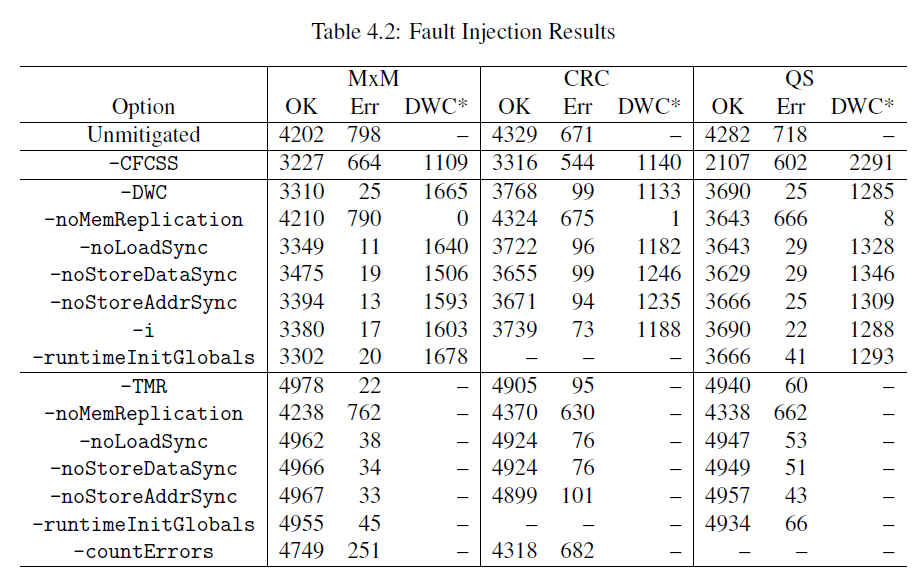 Table 4.2: Fault Injection Results
MxM CRC QS
Option OK Err DWC* OK Err DWC* OK Err DWC*
Unmitigated 4202 798 – 4329 671 – 4282 718 –
-CFCSS 3227 664 1109 3316 544 1140 2107 602 2291
-DWC 3310 25 1665 3768 99 1133 3690 25 1285
-noMemReplication 4210 790 0 4324 675 1 3643 666 8
-noLoadSync 3349 11 1640 3722 96 1182 3643 29 1328
-noStoreDataSync 3475 19 1506 3655 99 1246 3629 29 1346
-noStoreAddrSync 3394 13 1593 3671 94 1235 3666 25 1309
-i 3380 17 1603 3739 73 1188 3690 22 1288
-runtimeInitGlobals 3302 20 1678 – – – 3666 41 1293
-TMR 4978 22 – 4905 95 – 4940 60 –
-noMemReplication 4238 762 – 4370 630 – 4338 662 –
-noLoadSync 4962 38 – 4924 76 – 4947 53 –
-noStoreDataSync 4966 34 – 4924 76 – 4949 51 –
-noStoreAddrSync 4967 33 – 4899 101 – 4957 43 –
-runtimeInitGlobals 4955 45 – – – – 4934 66 –
-countErrors 4749 251 – 4318 682 – – – –